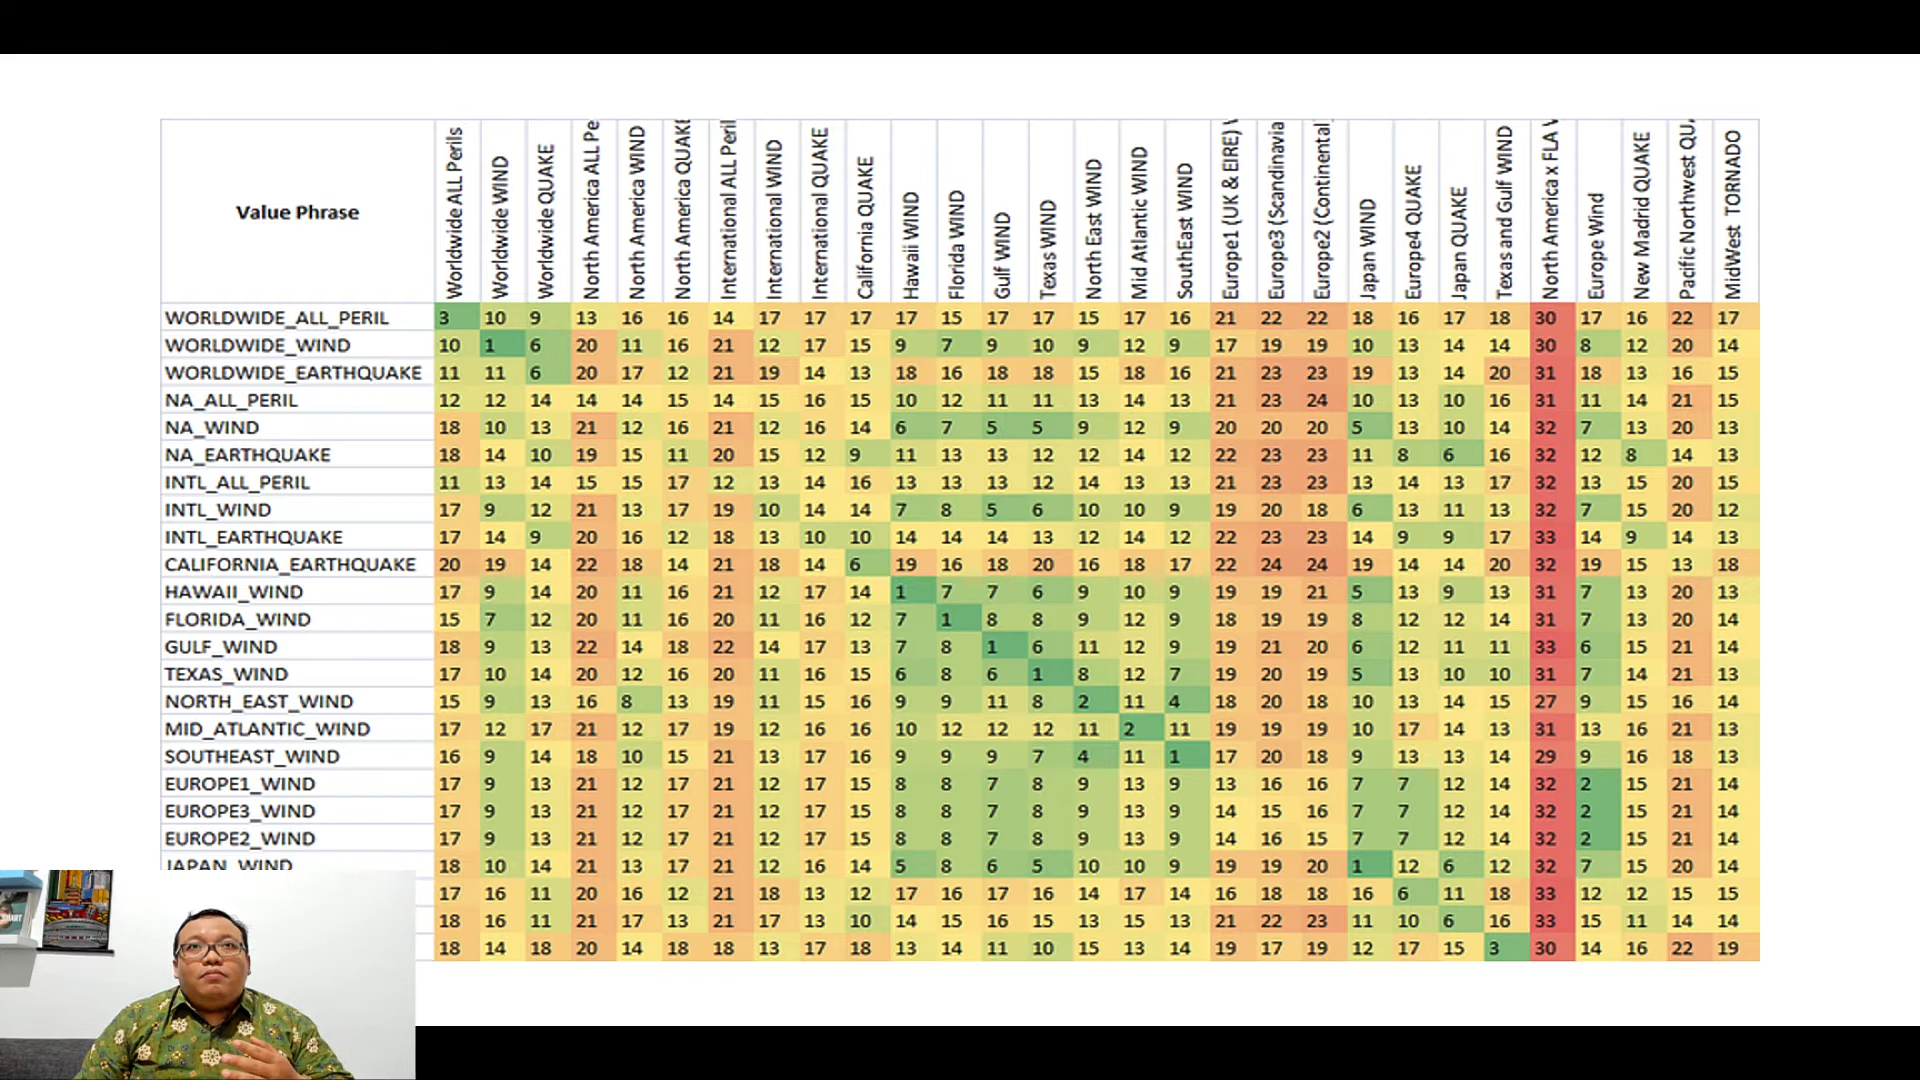 Value Phrase Worldwide ALL Perils Worldwide WIND Worldwide QUAKE North America ALL Pe North America WIND North America QUAKE International ALL Peril International WIND International QUAKE California QUAKE Hawaii WIND Florida WIND Gulf WIND Texas WIND North East WIND Mid Atlantic WIND SouthEast WIND Europe1 (UK & EIRE) Europe3 (Scandinavia Europe2 (Continental Japan WIND Europe4 QUAKE Japan QUAKE Texas and Gulf WIND North America x FLA Europe Wind New Madrid QUAKE Pacific Northwest MidWest TORNADO
WORLDWIDE_ALL_PERIL 3 10 9 13 16 16 14 17 17 17 17 15 17 17 15 17 16 21 22 22 18 16 17 18 30 17 16 22 17
WORLDWIDE_WIND 10 1 6 20 11 16 21 12 17 15 9 7 9 10 9 12 9 17 19 19 10 13 14 14 30 8 12 20 14
WORLDWIDE_EARTHQUAKE 11 11 6 20 17 12 21 19 14 13 18 16 18 18 15 18 16 21 23 23 19 13 14 20 31 18 13 16 15
NA_ALL_PERIL 12 12 14 14 14 15 14 15 16 15 10 12 11 11 13 14 13 21 23 24 10 13 10 16 31 11 14 21 15
NA_WIND 18 10 13 21 12 16 21 12 16 14 6 7 5 5 9 12 9 20 20 20 5 13 10 14 32 7 13 20 13
NA_EARTHQUAKE 18 14 10 19 15 11 20 15 12 9 11 13 13 12 12 14 12 22 23 23 11 8 6 16 32 12 8 14 13
INTL_ALL_PERIL 11 13 14 15 15 17 12 13 14 16 13 13 13 12 14 13 13 21 23 23 13 14 13 17 32 13 15 20 15
INTL_WIND 17 9 12 21 13 17 19 10 14 14 7 8 5 6 10 10 9 19 20 18 6 13 11 13 32 7 15 20 12
INTL_EARTHQUAKE 17 14 9 20 16 12 18 13 10 10 14 14 14 13 12 14 12 22 23 23 14 9 9 17 33 14 9 14 13
CALIFORNIA_EARTHQUAKE 20 19 14 22 18 14 21 18 14 6 19 16 18 20 16 18 17 22 24 24 19 14 14 20 32 19 15 13 18
HAWAII_WIND 17 9 14 20 11 16 21 12 17 14 1 7 7 6 9 10 9 19 19 21 5 13 9 13 31 7 13 20 13
FLORIDA_WIND 15 7 12 20 11 16 20 11 16 12 7 1 8 8 9 12 9 18 19 19 8 12 12 14 31 7 13 20 14
GULF_WIND 18 9 13 22 14 18 22 14 17 13 7 8 1 6 11 12 9 19 21 20 6 12 11 11 33 6 15 21 14
TEXAS_WIND 17 10 14 20 12 16 20 11 16 15 6 8 6 1 8 12 7 19 20 19 5 13 10 10 31 7 14 21 13
NORTH_EAST_WIND 15 9 13 16 8 13 19 11 15 16 9 9 11 8 2 11 4 18 20 18 10 13 14 15 27 9 15 16 14
MID_ATLANTIC_WIND 17 12 17 21 12 17 19 12 16 16 10 12 12 12 11 2 11 19 19 19 10 17 14 13 31 13 16 21 13
SOUTHEAST_WIND 16 9 14 18 10 15 21 13 17 16 9 9 9 7 4 11 1 17 20 18 9 13 13 14 29 9 16 18 13
EUROPE1_WIND 17 9 13 21 12 17 21 12 17 15 8 8 7 8 9 13 9 13 16 16 7 7 12 14 32 2 15 21 14
EUROPE3_WIND 17 9 13 21 12 17 21 12 17 15 8 8 7 8 9 13 9 14 15 16 7 7 12 14 32 2 15 21 14
EUROPE2_WIND 17 9 13 21 12 17 21 12 17 15 8 8 7 8 9 13 9 14 16 15 7 7 12 14 32 2 15 21 14
JAPAN_WIND 18 10 14 21 13 17 21 12 16 14 5 8 6 5 10 10 9 19 19 20 1 12 6 12 32 7 15 20 14
17 16 11 20 16 12 21 18 13 12 17 16 17 16 14 17 14 16 18 18 16 6 11 18 33 12 12 15 15
18 16 11 21 17 13 21 17 13 10 14 15 16 15 13 15 13 21 22 23 11 10 6 16 33 15 11 14 14
18 14 18 20 14 18 18 13 17 18 13 14 11 10 15 13 14 19 17 19 12 17 15 3 30 14 16 22 19